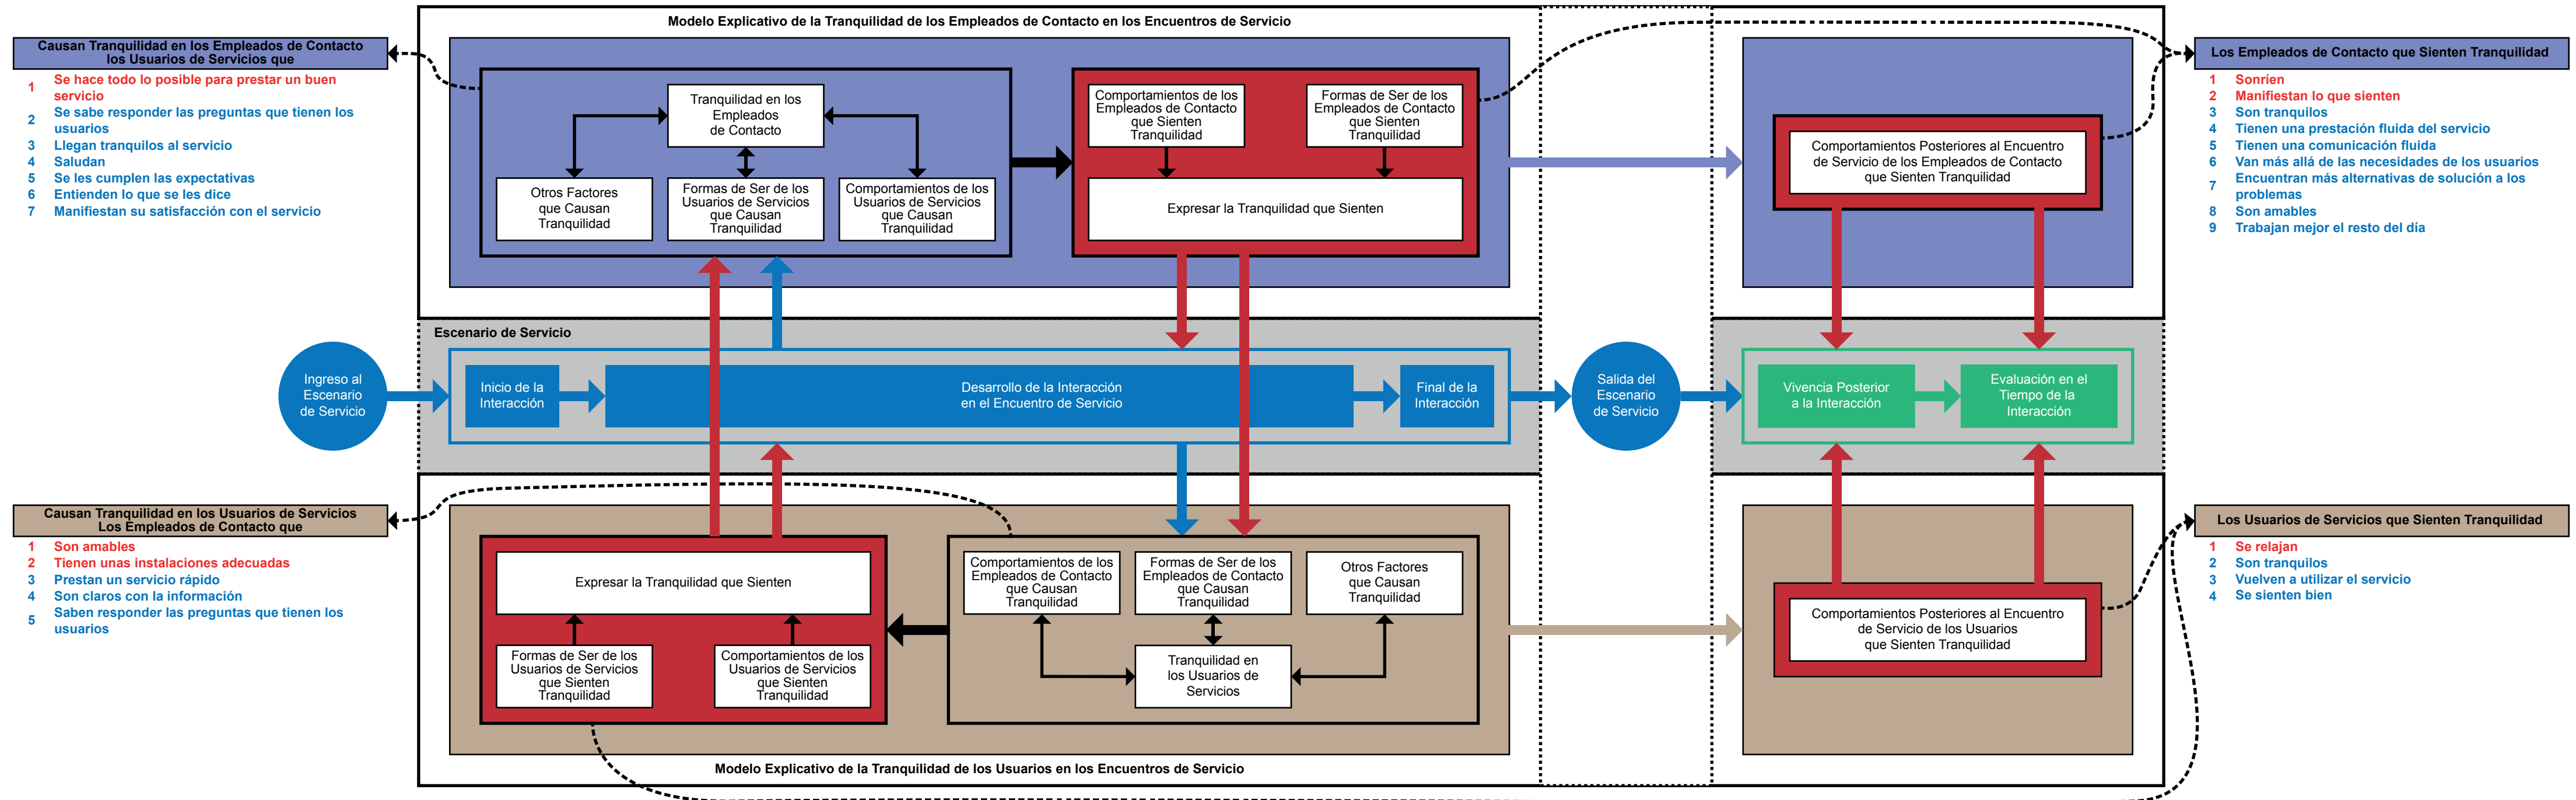 Modelo Explicativo de la Tranquilidad de los Empleados de Contacto en los Encuentros de Servicio
Causan Tranquilidad en los Empleados de Contacto
los Usuarios de Servicios que
1 Se hace todo lo posible para prestar un buen
servicio
2 Se sabe responder las preguntas que tienen los
usuarios
3 Llegan tranquilos al servicio
4 Saludan
5 Se les cumplen las expectativas
6 Entienden lo que se les dice
7 Manifiestan su satisfacción con el servicio
Tranquilidad en los
Empleados
de Contacto
Otros Factores
que Causan
Tranquilidad
Formas de Ser de los
Usuarios de Servicios
que Causan
Tranquilidad
Comportamientos de los
Usuarios de Servicios
que Causan
Tranquilidad
Comportamientos de los
Empleados de Contacto
que Sienten
Tranquilidad
Formas de Ser de los
Empleados de Contacto
que Sienten
Tranquilidad
Expresar la Tranquilidad que Sienten
Comportamientos Posteriores al Encuentro
de Servicio de los Empleados de Contacto
que Sienten Tranquilidad
Los Empleados de Contacto que Sienten Tranquilidad
1 Sonríen
2 Manifiestan lo que sienten
3 Son tranquilos
4 Tienen una prestación fluida del servicio
5 Tienen una comunicación fluida
6 Van más allá de las necesidades de los usuarios
7 Encuentran más alternativas de solución a los
problemas
8 Son amables
9 Trabajan mejor el resto del día
Escenario de Servicio
Ingreso al
Escenario
de Servicio
Inicio de la
Interacción
Desarrollo de la Interacción
en el Encuentro de Servicio
Final de la
Interacción
Salida del
Escenario
de Servicio
Vivencia Posterior
a la Interacción
Evaluación en el
Tiempo de la
Interacción
Causan Tranquilidad en los Usuarios de Servicios
Los Empleados de Contacto que
1 Son amables
2 Tienen unas instalaciones adecuadas
3 Prestan un servicio rápido
4 Son claros con la información
5 Saben responder las preguntas que tienen los
usuarios
Expresar la Tranquilidad que Sienten
Formas de Ser de los
Usuarios de Servicios
que Sienten
Tranquilidad
Comportamientos de los
Usuarios de Servicios
que Sienten
Tranquilidad
Comportamientos de los
Empleados de Contacto
que Causan
Tranquilidad
Formas de Ser de los
Empleados de Contacto
que Causan
Tranquilidad
Otros Factores
que Causan
Tranquilidad
Tranquilidad en
los Usuarios de
Servicios
Comportamientos Posteriores al Encuentro
de Servicio de los Usuarios
que Sienten Tranquilidad
Los Usuarios de Servicios que Sienten Tranquilidad
1 Se relajan
2 Son tranquilos
3 Vuelven a utilizar el servicio
4 Se sienten bien
Modelo Explicativo de la Tranquilidad de los Usuarios en los Encuentros de Servicio